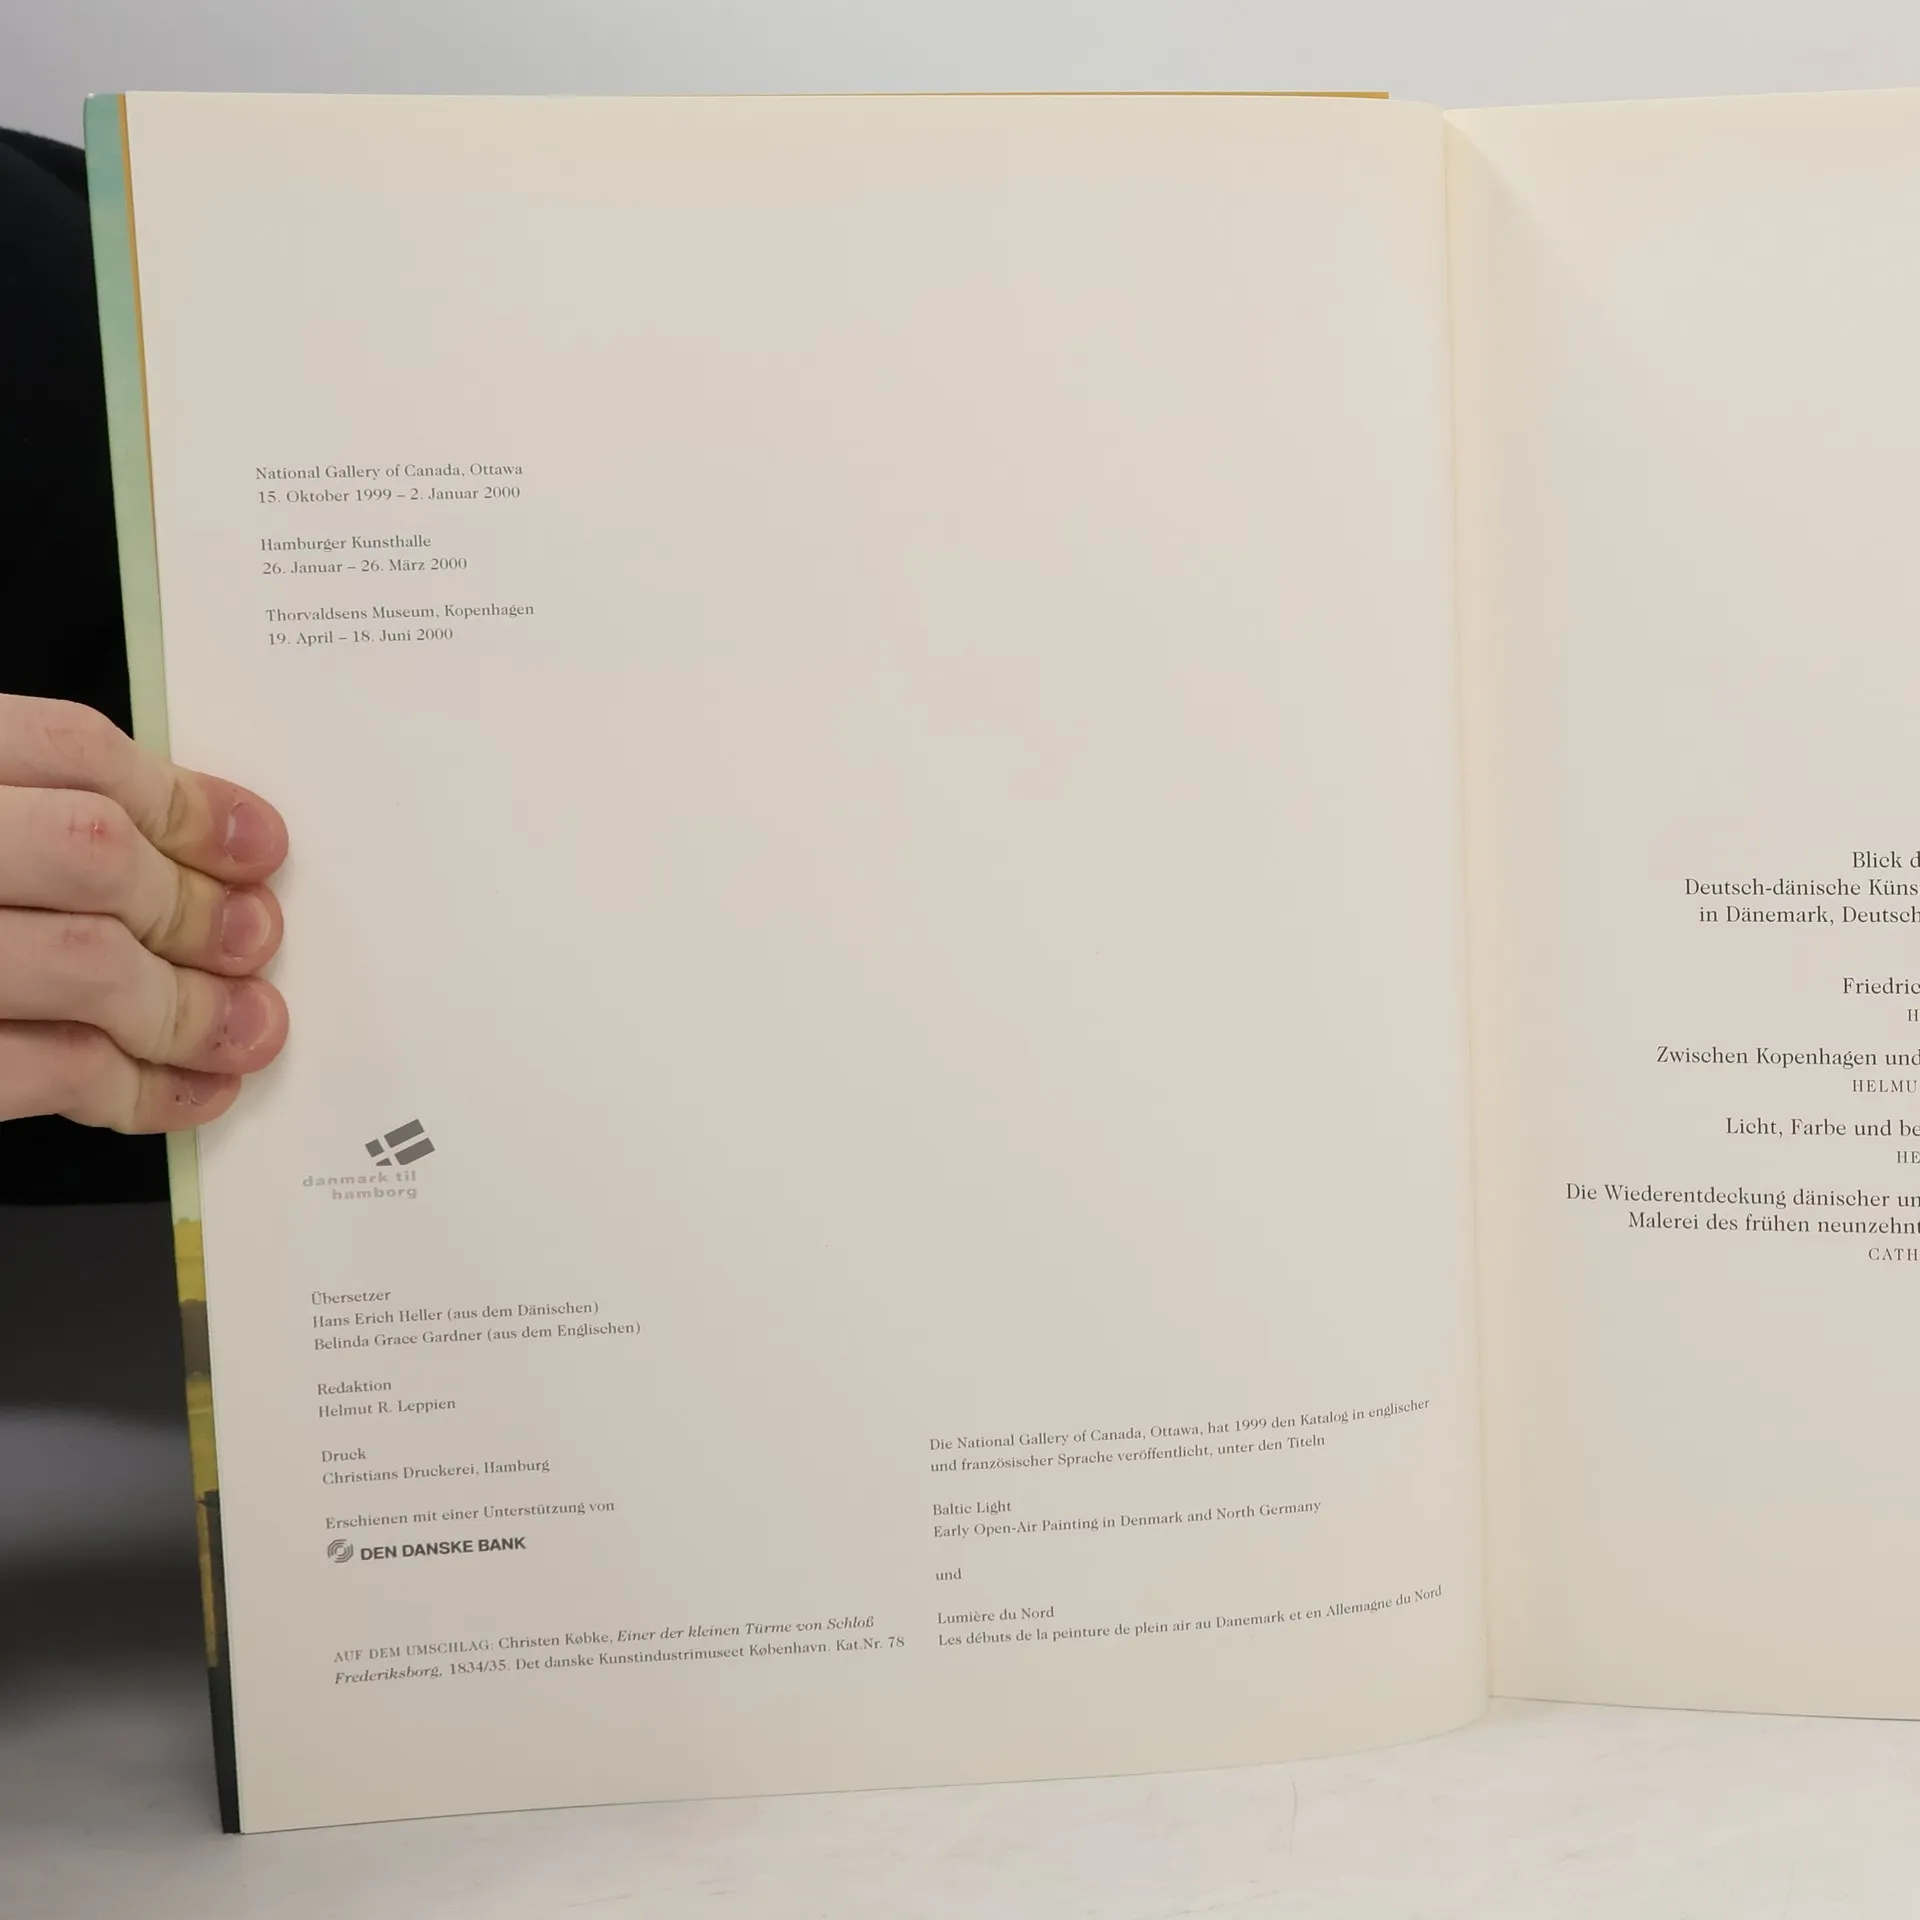 National Gallery of Canada, Ottawa
15. Oktober 1999 – 2. Januar 2000
Hamburger Kunsthalle
26. Januar – 26. März 2000
Thorvaldsens Museum, Kopenhagen
19. April – 18. Juni 2000
danmark til
hamborg
Übersetzer
Hans Erich Heller (aus dem Dänischen)
Belinda Grace Gardner (aus dem Englischen)
Redaktion
Helmut R. Leppien
Druck
Christians Druckerei, Hamburg
Erschienen mit einer Unterstützung von
DEN DANSKE BANK
AUF DEM UMSCHLAG: Christen Købke, Einer der kleinen Türme von Schloß
Frederiksborg, 1834/35. Det danske Kunstindustrimuseet København. Kat.Nr. 78
Die National Gallery of Canada, Ottawa, hat 1999 den Katalog in englischer
und französischer Sprache veröffentlicht, unter den Titeln
Baltic Light
Early Open-Air Painting in Denmark and North Germany
und
Lumière du Nord
Les débuts de la peinture de plein air au Danemark et en Allemagne du Nord
Blick d
Deutsch-dänische Küns
in Dänemark, Deutsch
Friedric
H
Zwischen Kopenhagen und
HELMU
Licht, Farbe und be
HE
Die Wiederentdeckung dänischer un
Malerei des frühen neunzehnt
CATH